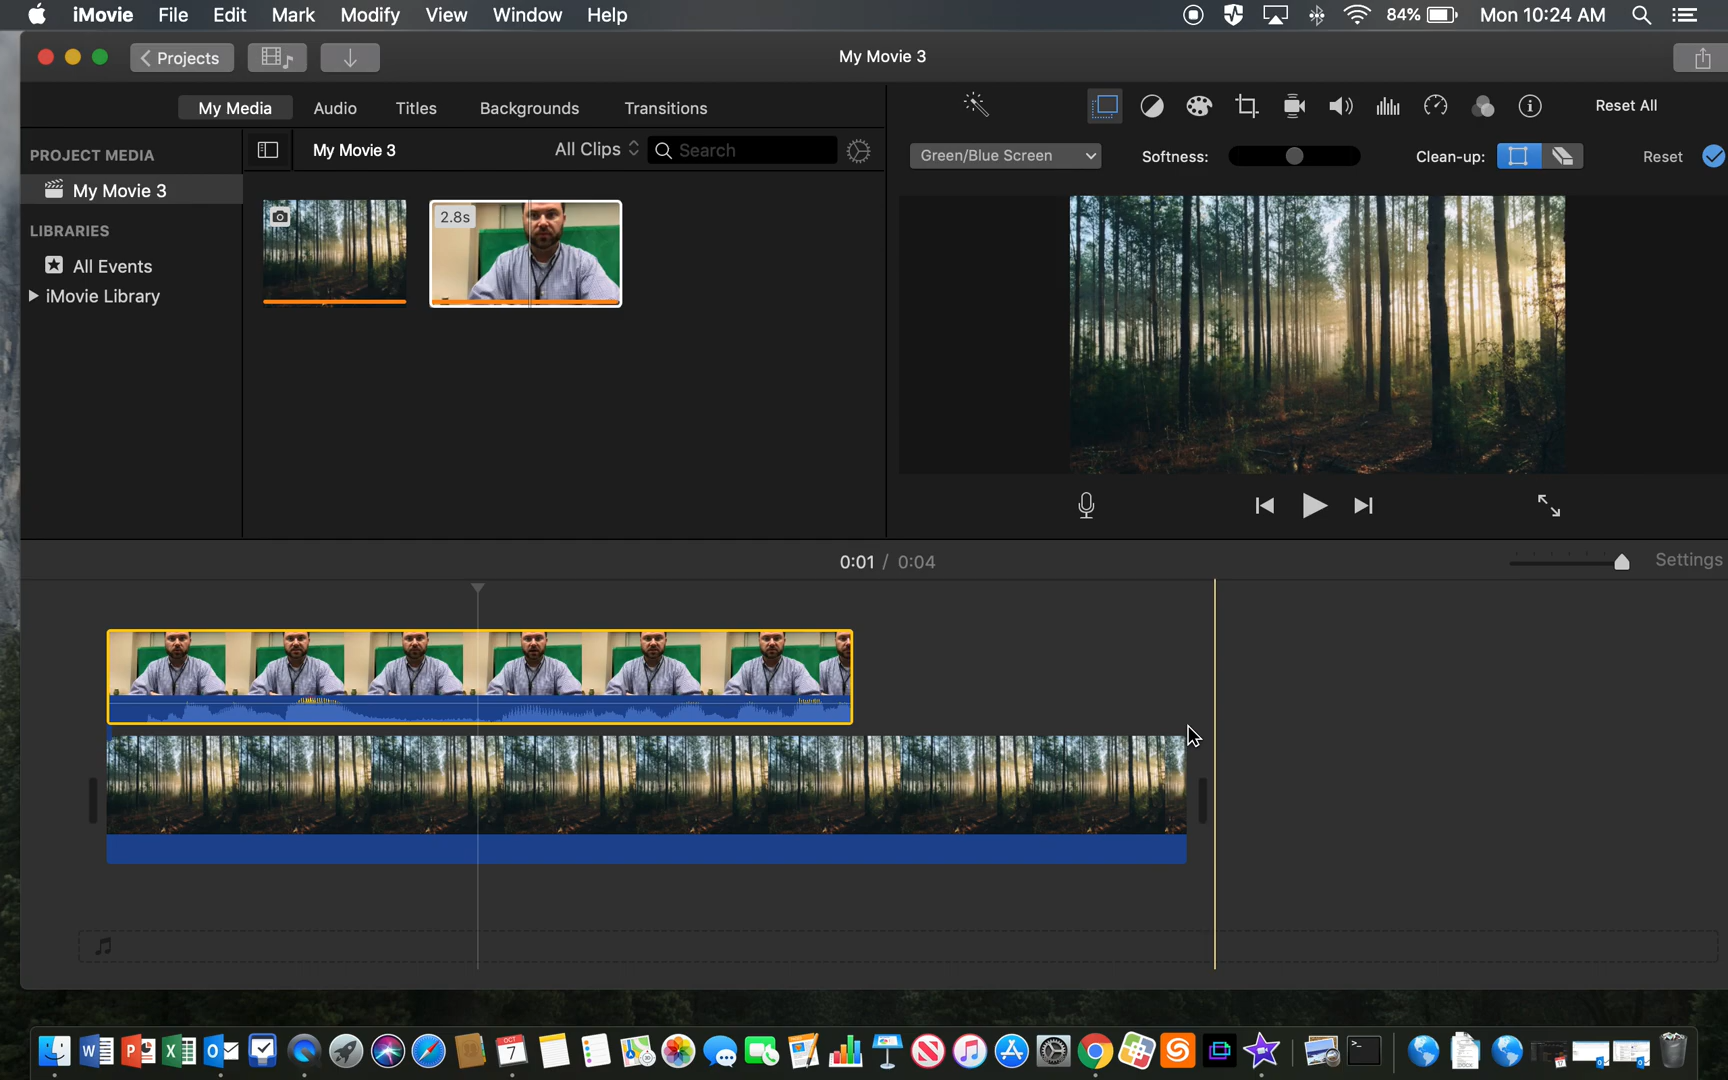 iMovie File Edit Mark Modify View Window Help 84% Mon 10:24 AM
Projects My Movie 3
My Media Audio Titles Backgrounds Transitions Reset All
PROJECT MEDIA My Movie 3 All Clips Search Green/Blue Screen Softness: Clean-up: Reset
My Movie 3
LIBRARIES 2.8s
All Events
iMovie Library
0:01 / 0:04 Settings
OCT
7